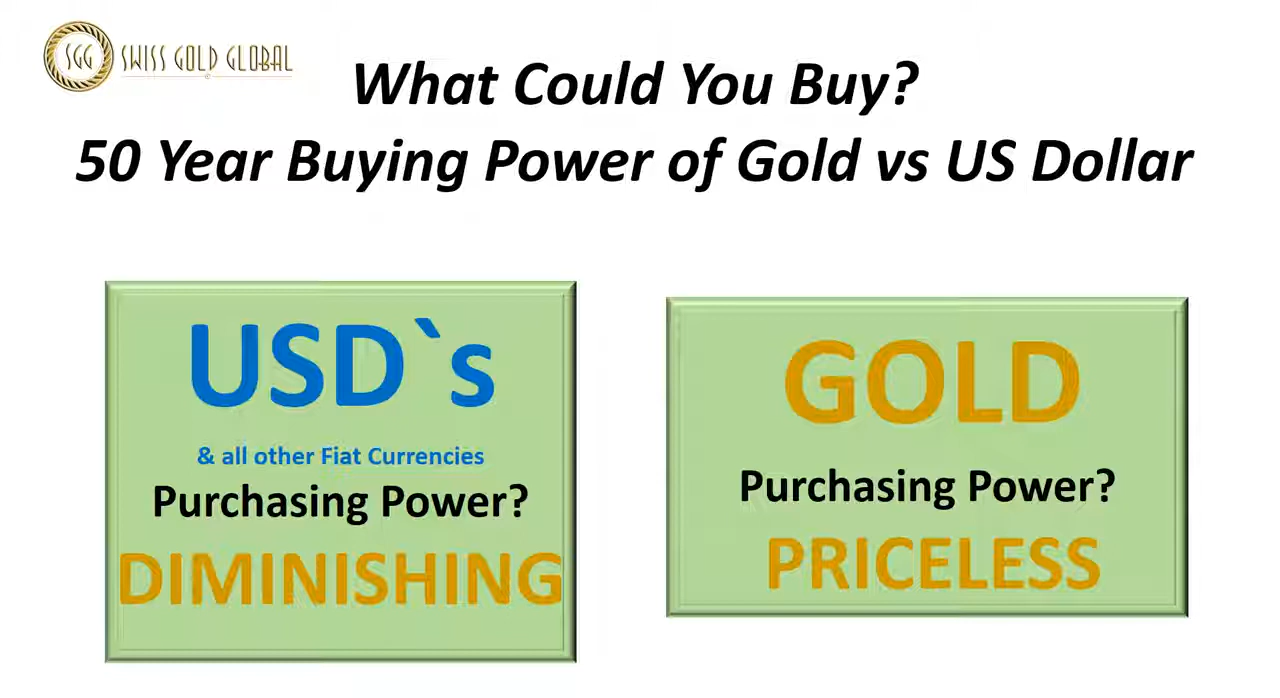 SGG SWISS GOLD GLOBAL
What Could You Buy?
50 Year Buying Power of Gold vs US Dollar
USD`s
& all other Fiat Currencies
Purchasing Power?
DIMINISHING
GOLD
Purchasing Power?
PRICELESS